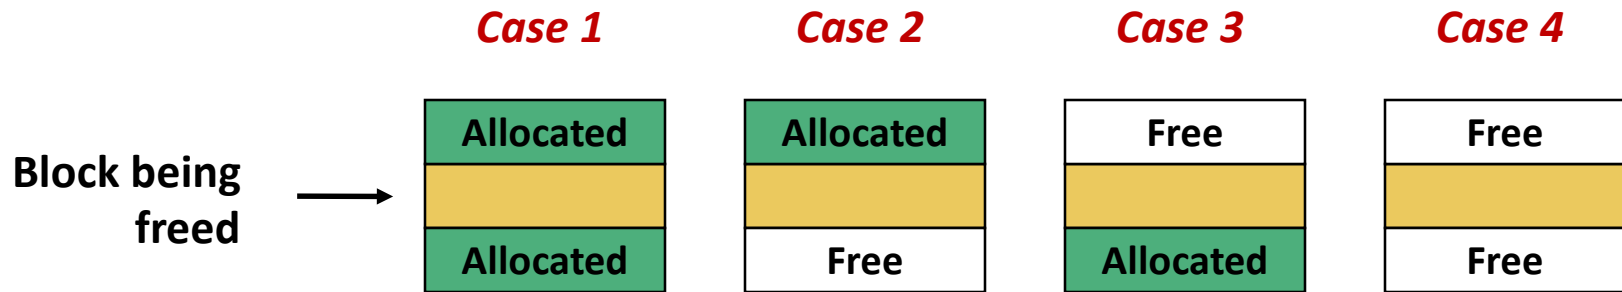 Case 1 Case 2 Case 3 Case 4
Allocated Allocated Free Free
Block being
freed
Allocated Free Allocated Free